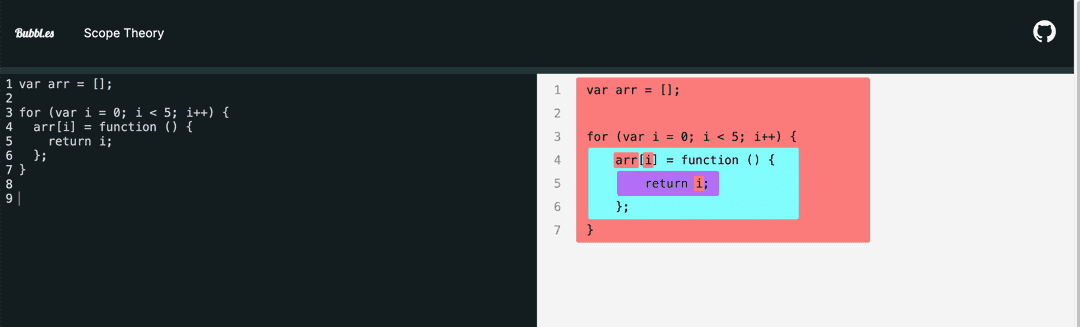 Bubbl.es Scope Theory
1 var arr = [];
2
3 for (var i = 0; i < 5; i++) {
4   arr[i] = function () {
5     return i;
6   };
7 }
8
9
1 var arr = [];
2
3 for (var i = 0; i < 5; i++) {
4     arr[i] = function () {
5         return i;
6     };
7 }